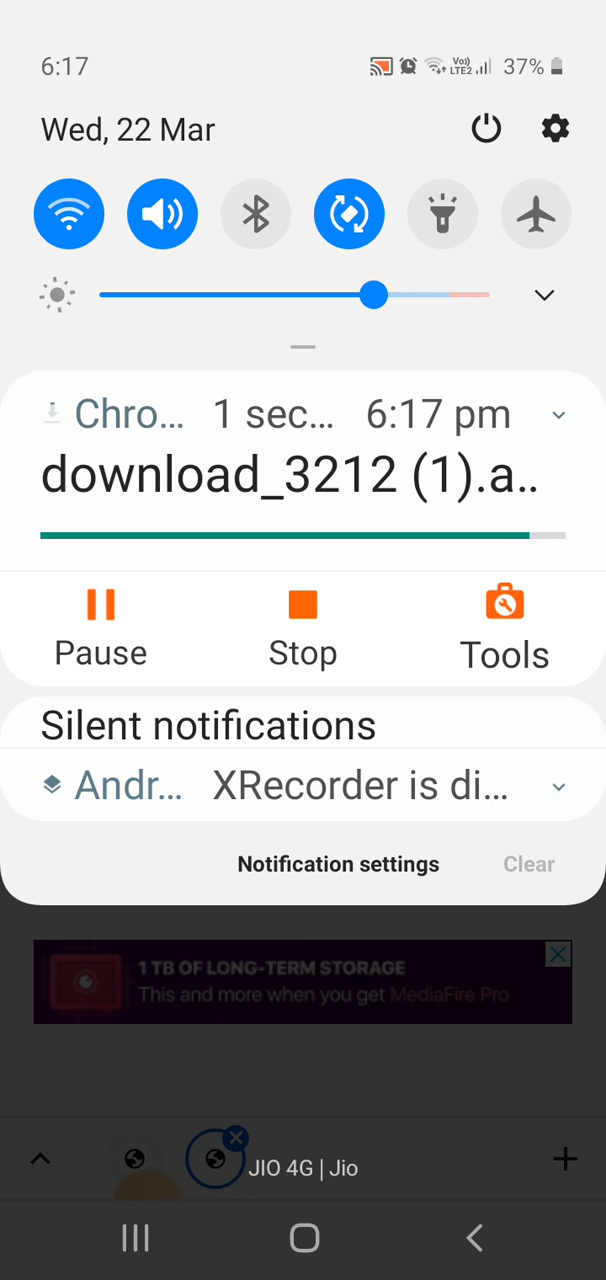 6:17 Vo)) LTE2 37%
Wed, 22 Mar
Chro... 1 sec... 6:17 pm
download_3212 (1).a..
Pause Stop Tools
Silent notifications
Andr... XRecorder is di...
Notification settings Clear
1 TB OF LONG-TERM STORAGE
This and more when you get MediaFire Pro
JIO 4G | Jio